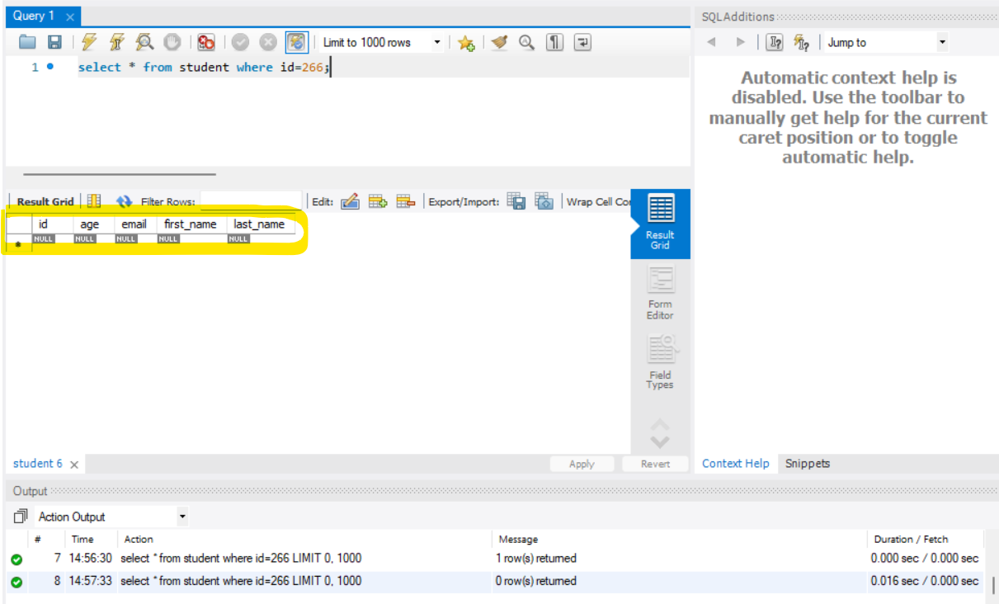 Query 1
SQLAdditions
Limit to 1000 rows
Jump to
1 select * from student where id=266;
Automatic context help is
disabled. Use the toolbar to
manually get help for the current
caret position or to toggle
automatic help.
Result Grid Filter Rows: Edit: Export/Import: Wrap Cell Co
id age email first_name last_name
NULL NULL NULL NULL NULL
Result
Grid
Form
Editor
Field
Types
student 6 Apply Revert
Context Help Snippets
Output
Action Output
# Time Action Message Duration / Fetch
7 14:56:30 select * from student where id=266 LIMIT 0, 1000 1 row(s) returned 0.000 sec / 0.000 sec
8 14:57:33 select * from student where id=266 LIMIT 0, 1000 0 row(s) returned 0.016 sec / 0.000 sec